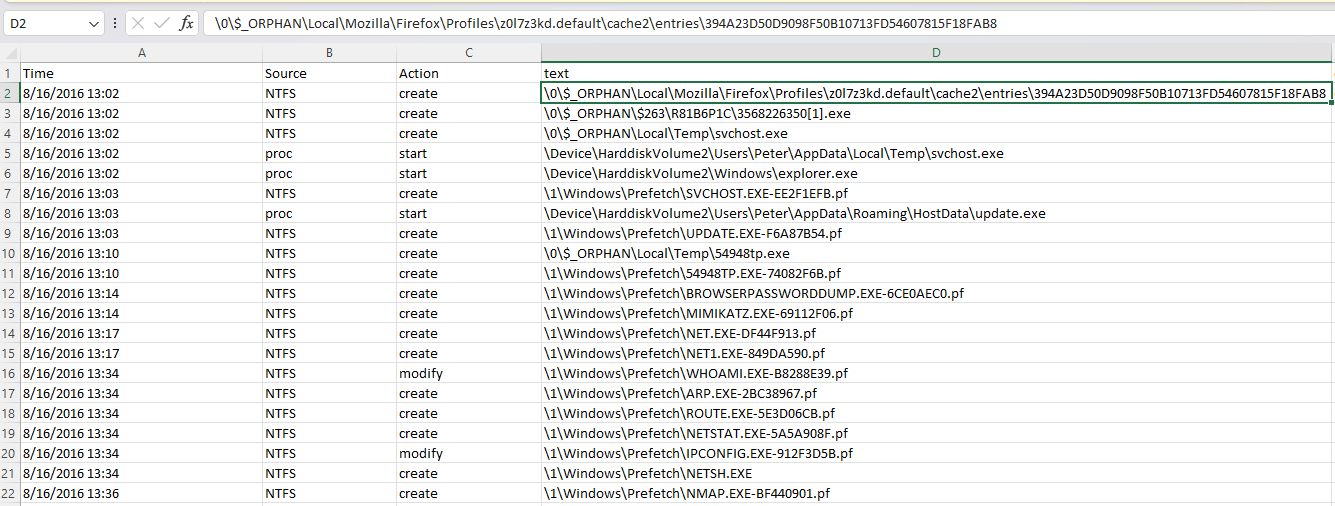 D2 fx \0\$_ORPHAN\Local\Mozilla\Firefox\Profiles\z0l7z3kd.default\cache2\entries\394A23D50D9098F50B10713FD54607815F18FAB8
A B C D
1 Time Source Action text
2 8/16/2016 13:02 NTFS create \0\$_ORPHAN\Local\Mozilla\Firefox\Profiles\z0l7z3kd.default\cache2\entries\394A23D50D9098F50B10713FD54607815F18FAB8
3 8/16/2016 13:02 NTFS create \0\$_ORPHAN\$263\R81B6P1C\3568226350[1].exe
4 8/16/2016 13:02 NTFS create \0\$_ORPHAN\Local\Temp\svchost.exe
5 8/16/2016 13:02 proc start \Device\HarddiskVolume2\Users\Peter\AppData\Local\Temp\svchost.exe
6 8/16/2016 13:02 proc start \Device\HarddiskVolume2\Windows\explorer.exe
7 8/16/2016 13:03 NTFS create \1\Windows\Prefetch\SVCHOST.EXE-EE2F1EFB.pf
8 8/16/2016 13:03 proc start \Device\HarddiskVolume2\Users\Peter\AppData\Roaming\HostData\update.exe
9 8/16/2016 13:03 NTFS create \1\Windows\Prefetch\UPDATE.EXE-F6A87B54.pf
10 8/16/2016 13:10 NTFS create \0\$_ORPHAN\Local\Temp\54948tp.exe
11 8/16/2016 13:10 NTFS create \1\Windows\Prefetch\54948TP.EXE-74082F6B.pf
12 8/16/2016 13:14 NTFS create \1\Windows\Prefetch\BROWSERPASSWORDDUMP.EXE-6CE0AEC0.pf
13 8/16/2016 13:14 NTFS create \1\Windows\Prefetch\MIMIKATZ.EXE-69112F06.pf
14 8/16/2016 13:17 NTFS create \1\Windows\Prefetch\NET.EXE-DF44F913.pf
15 8/16/2016 13:17 NTFS create \1\Windows\Prefetch\NET1.EXE-849DA590.pf
16 8/16/2016 13:34 NTFS modify \1\Windows\Prefetch\WHOAMI.EXE-B8288E39.pf
17 8/16/2016 13:34 NTFS create \1\Windows\Prefetch\ARP.EXE-2BC38967.pf
18 8/16/2016 13:34 NTFS create \1\Windows\Prefetch\ROUTE.EXE-5E3D06CB.pf
19 8/16/2016 13:34 NTFS create \1\Windows\Prefetch\NETSTAT.EXE-5A5A908F.pf
20 8/16/2016 13:34 NTFS modify \1\Windows\Prefetch\IPCONFIG.EXE-912F3D5B.pf
21 8/16/2016 13:34 NTFS create \1\Windows\Prefetch\NETSH.EXE
22 8/16/2016 13:36 NTFS create \1\Windows\Prefetch\NMAP.EXE-BF440901.pf